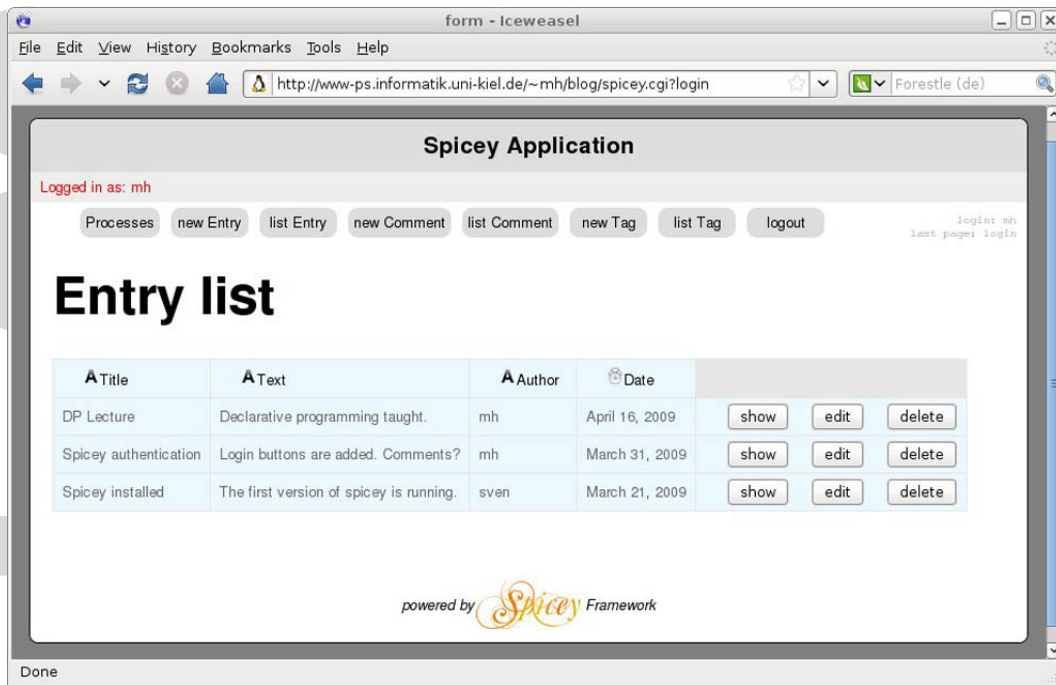 form - Iceweasel
File Edit View History Bookmarks Tools Help
http://www-ps.informatik.uni-kiel.de/~mh/blog/spicey.cgi?login Forestle (de)
Spicey Application
Logged in as: mh
Processes new Entry list Entry new Comment list Comment new Tag list Tag logout
login: mh
last page: login
Entry list
Title Text Author Date
DP Lecture Declarative programming taught. mh April 16, 2009 show edit delete
Spicey authentication Login buttons are added. Comments? mh March 31, 2009 show edit delete
Spicey installed The first version of spicey is running. sven March 21, 2009 show edit delete
powered by Spicey Framework
Done